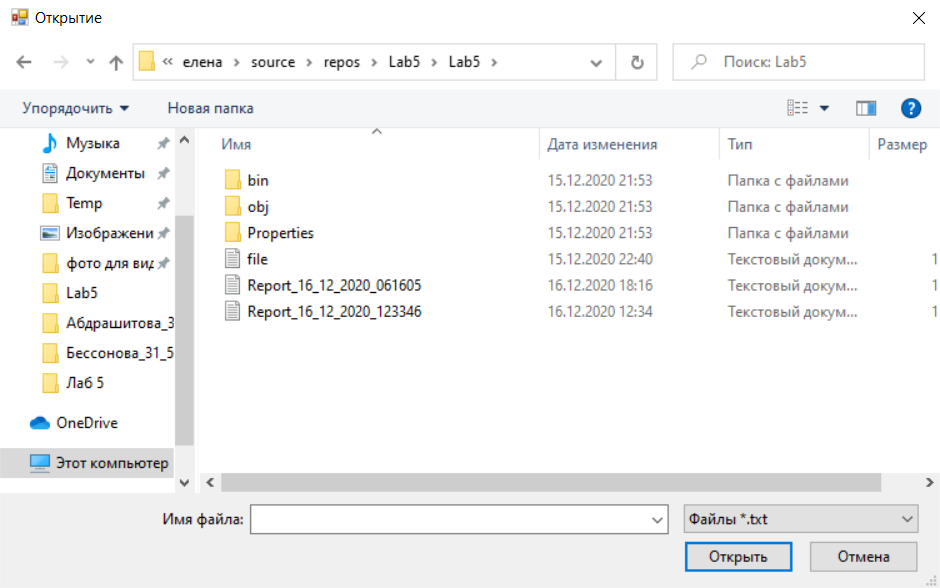 Открытие
« елена › source › repos › Lab5 › Lab5 ›
Поиск: Lab5
Упорядочить
Новая папка
Музыка
Документы
Temp
Изображени
фото для вид
Lab5
Абдрашитова_3
Бессонова_31_5
Лаб 5
OneDrive
Этот компьютер
Имя Дата изменения Тип Размер
bin 15.12.2020 21:53 Папка с файлами
obj 15.12.2020 21:53 Папка с файлами
Properties 15.12.2020 21:53 Папка с файлами
file 15.12.2020 22:40 Текстовый докум... 1
Report_16_12_2020_061605 16.12.2020 18:16 Текстовый докум... 1
Report_16_12_2020_123346 16.12.2020 12:34 Текстовый докум... 1
Имя файла:
Файлы *.txt
Открыть
Отмена